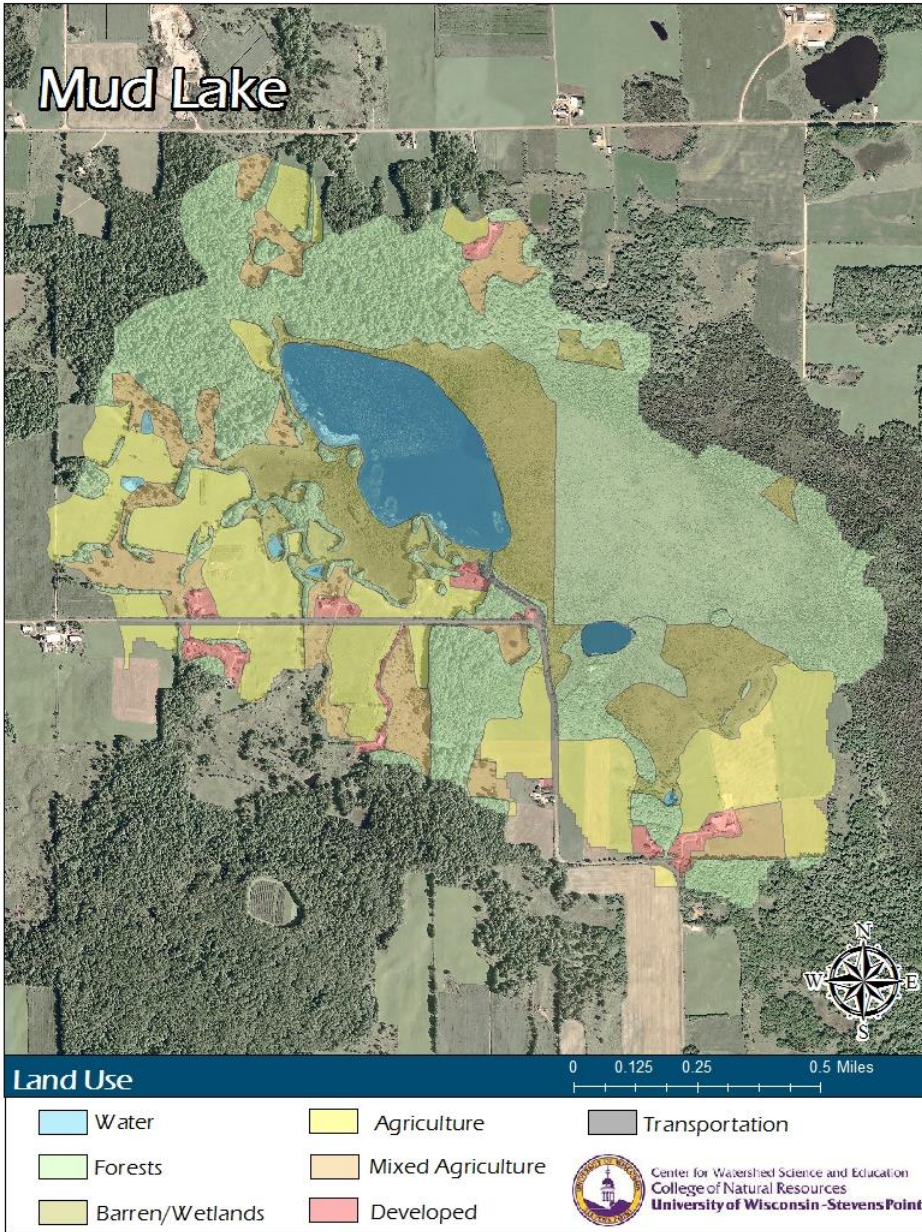 Mud Lake
N
W E
S
Land Use
0 0.125 0.25 0.5 Miles
Water
Agriculture
Transportation
Forests
Mixed Agriculture
Barren/Wetlands
Developed
Center for Watershed Science and Education
College of Natural Resources
University of Wisconsin-Stevens Point